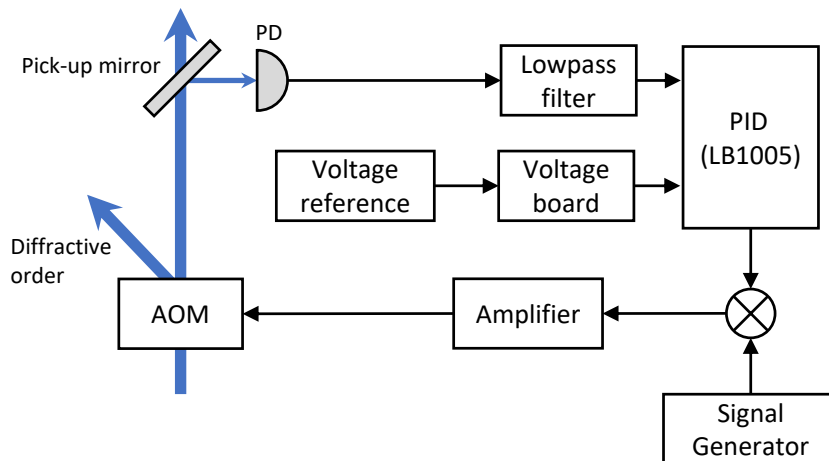 PD
Pick-up mirror
Lowpass
filter
PID
(LB1005)
Voltage
reference
Voltage
board
Diffractive
order
AOM
Amplifier
Signal
Generator